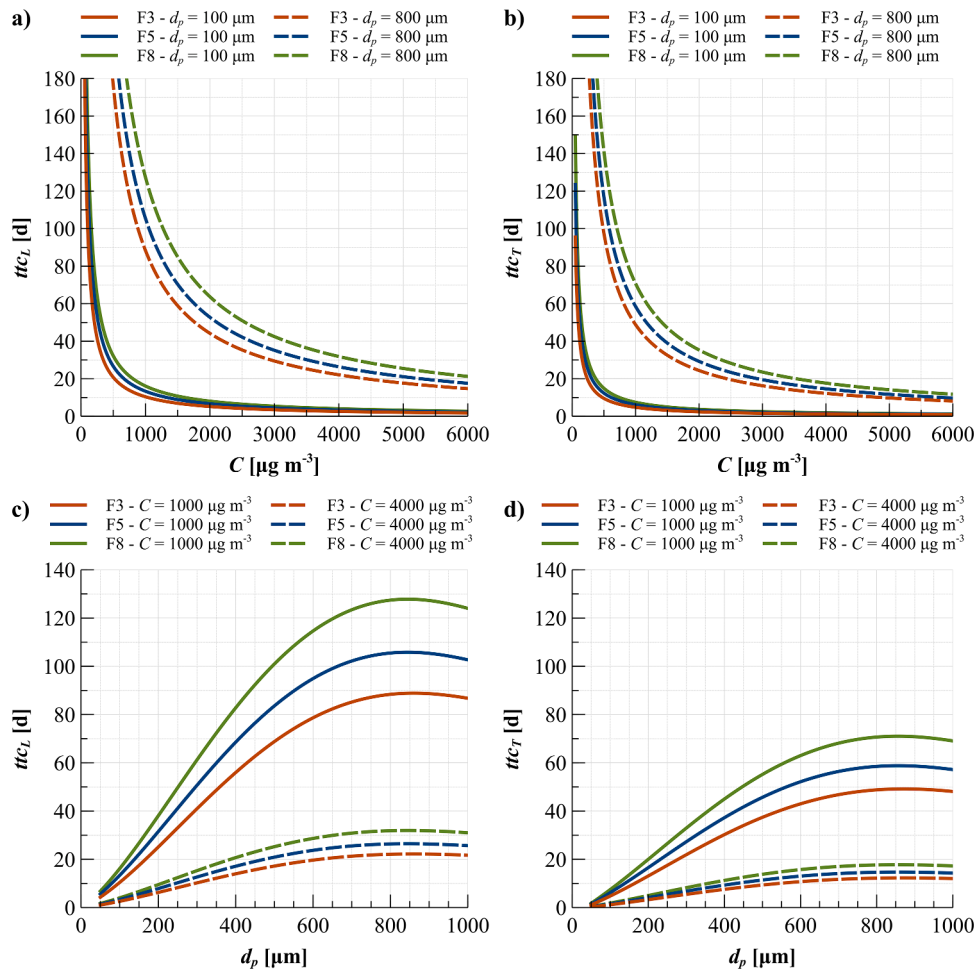 a)
F3 - dₚ = 100 µm F3 - dₚ = 800 µm
F5 - dₚ = 100 µm F5 - dₚ = 800 µm
F8 - dₚ = 100 µm F8 - dₚ = 800 µm
180
160
140
120
100
80
60
40
20
0
ttc_L [d]
0 1000 2000 3000 4000 5000 6000
C [µg m⁻³]
b)
F3 - dₚ = 100 µm F3 - dₚ = 800 µm
F5 - dₚ = 100 µm F5 - dₚ = 800 µm
F8 - dₚ = 100 µm F8 - dₚ = 800 µm
180
160
140
120
100
80
60
40
20
0
ttc_T [d]
0 1000 2000 3000 4000 5000 6000
C [µg m⁻³]
c)
F3 - C = 1000 µg m⁻³ F3 - C = 4000 µg m⁻³
F5 - C = 1000 µg m⁻³ F5 - C = 4000 µg m⁻³
F8 - C = 1000 µg m⁻³ F8 - C = 4000 µg m⁻³
140
120
100
80
60
40
20
0
ttc_L [d]
0 200 400 600 800 1000
dₚ [µm]
d)
F3 - C = 1000 µg m⁻³ F3 - C = 4000 µg m⁻³
F5 - C = 1000 µg m⁻³ F5 - C = 4000 µg m⁻³
F8 - C = 1000 µg m⁻³ F8 - C = 4000 µg m⁻³
140
120
100
80
60
40
20
0
ttc_T [d]
0 200 400 600 800 1000
dₚ [µm]